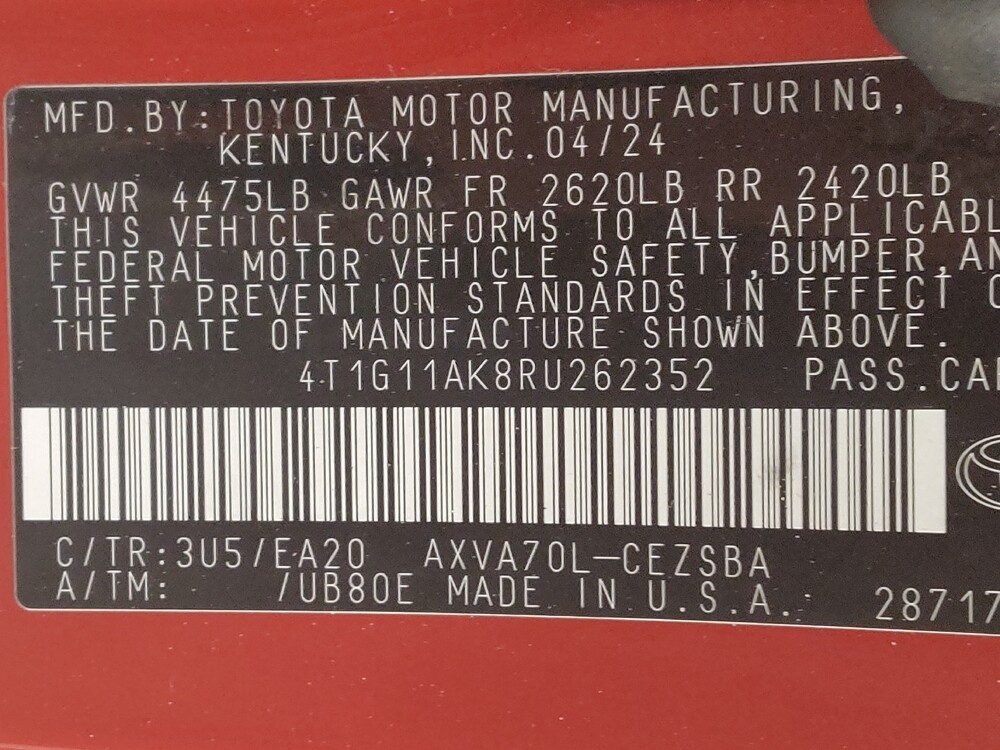 MFD.BY:TOYOTA MOTOR MANUFACTURING,
KENTUCKY,INC.04/24
GVWR 4475LB GAWR FR 2620LB RR 2420LB
THIS VEHICLE CONFORMS TO ALL APPLICABL
FEDERAL MOTOR VEHICLE SAFETY,BUMPER,AN
THEFT PREVENTION STANDARDS IN EFFECT O
THE DATE OF MANUFACTURE SHOWN ABOVE.
4T1G11AK8RU262352 PASS.CAR
C/TR:3U5/EA20 AXVA70L-CEZSBA
A/TM: /UB80E MADE IN U.S.A. 28717